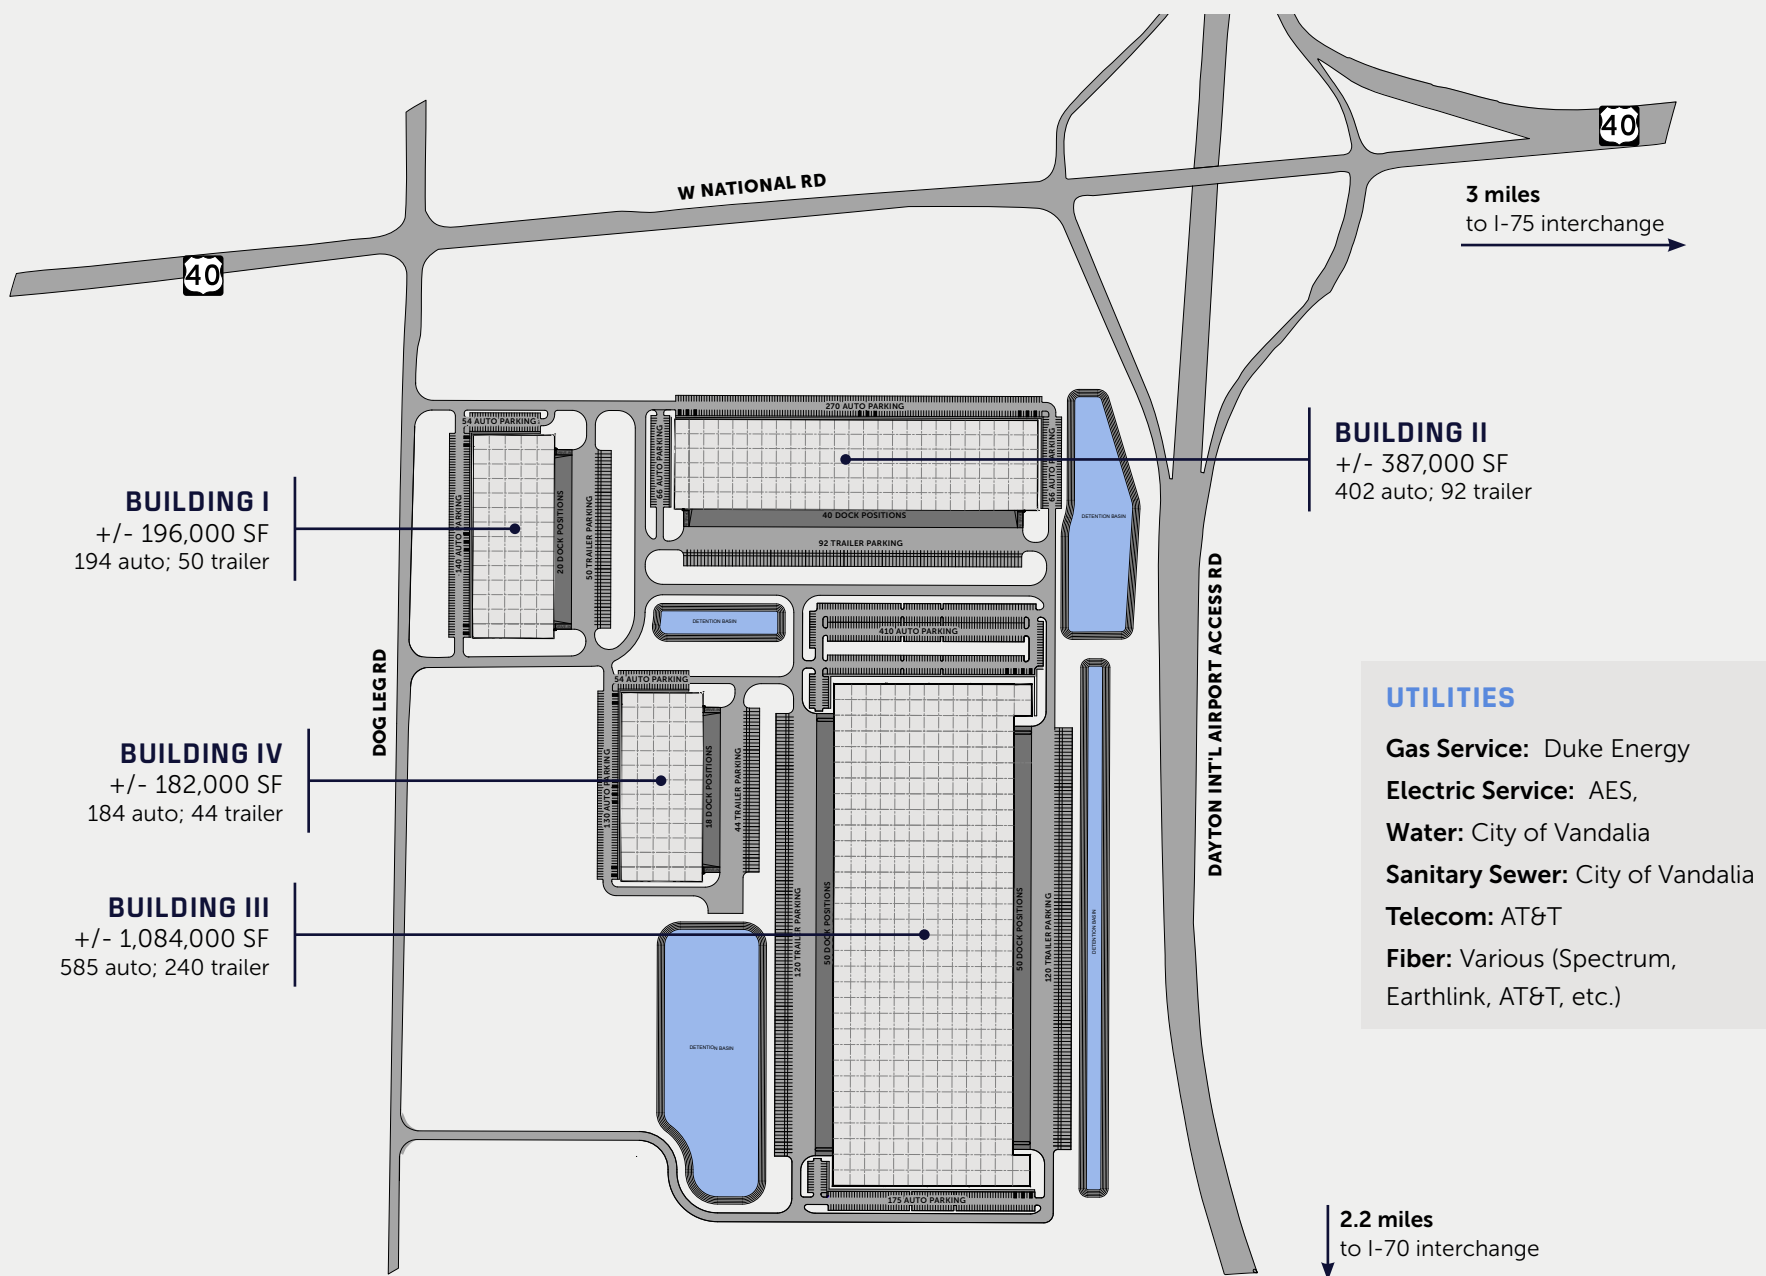 40
W NATIONAL RD
3 miles
to I-75 interchange
40
270 AUTO PARKING
54 AUTO PARKING
66 AUTO PARKING
66 AUTO PARKING
BUILDING II
+/- 387,000 SF
402 auto; 92 trailer
BUILDING I
+/- 196,000 SF
194 auto; 50 trailer
140 AUTO PARKING
20 DOCK POSITIONS
50 TRAILER PARKING
40 DOCK POSITIONS
92 TRAILER PARKING
DETENTION BASIN
DETENTION BASIN
410 AUTO PARKING
DOG LEG RD
DAYTON INT'L AIRPORT ACCESS RD
54 AUTO PARKING
BUILDING IV
+/- 182,000 SF
184 auto; 44 trailer
130 AUTO PARKING
18 DOCK POSITIONS
44 TRAILER PARKING
UTILITIES
Gas Service: Duke Energy
Electric Service: AES,
Water: City of Vandalia
Sanitary Sewer: City of Vandalia
Telecom: AT&T
Fiber: Various (Spectrum,
Earthlink, AT&T, etc.)
BUILDING III
+/- 1,084,000 SF
585 auto; 240 trailer
120 TRAILER PARKING
50 DOCK POSITIONS
50 DOCK POSITIONS
120 TRAILER PARKING
DETENTION BASIN
DETENTION BASIN
175 AUTO PARKING
2.2 miles
to I-70 interchange